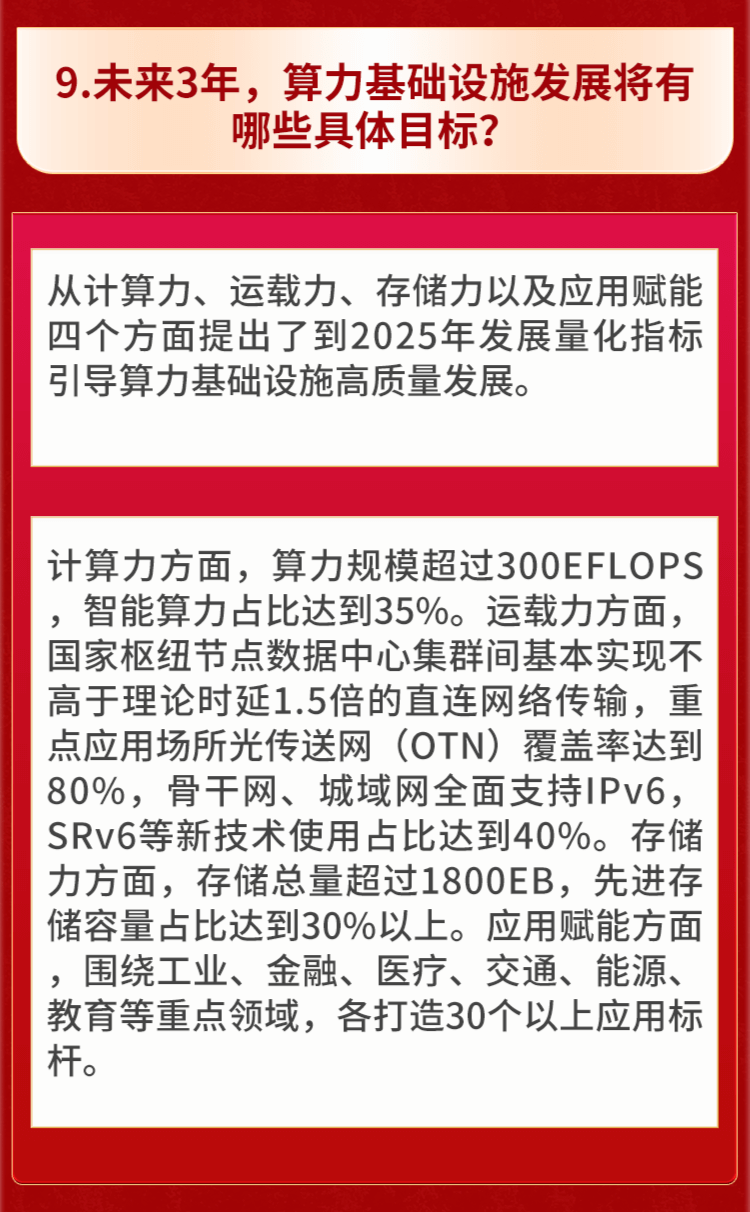 9.未来3年，算力基础设施发展将有
哪些具体目标？
从计算力、运载力、存储力以及应用赋能
四个方面提出了到2025年发展量化指标
引导算力基础设施高质量发展。
计算力方面，算力规模超过300EFLOPS
，智能算力占比达到35%。运载力方面，
国家枢纽节点数据中心集群间基本实现不
高于理论时延1.5倍的直连网络传输，重
点应用场所光传送网（OTN）覆盖率达到
80%，骨干网、城域网全面支持IPv6，
SRv6等新技术使用占比达到40%。存储
力方面，存储总量超过1800EB，先进存
储容量占比达到30%以上。应用赋能方面
，围绕工业、金融、医疗、交通、能源、
教育等重点领域，各打造30个以上应用标
杆。